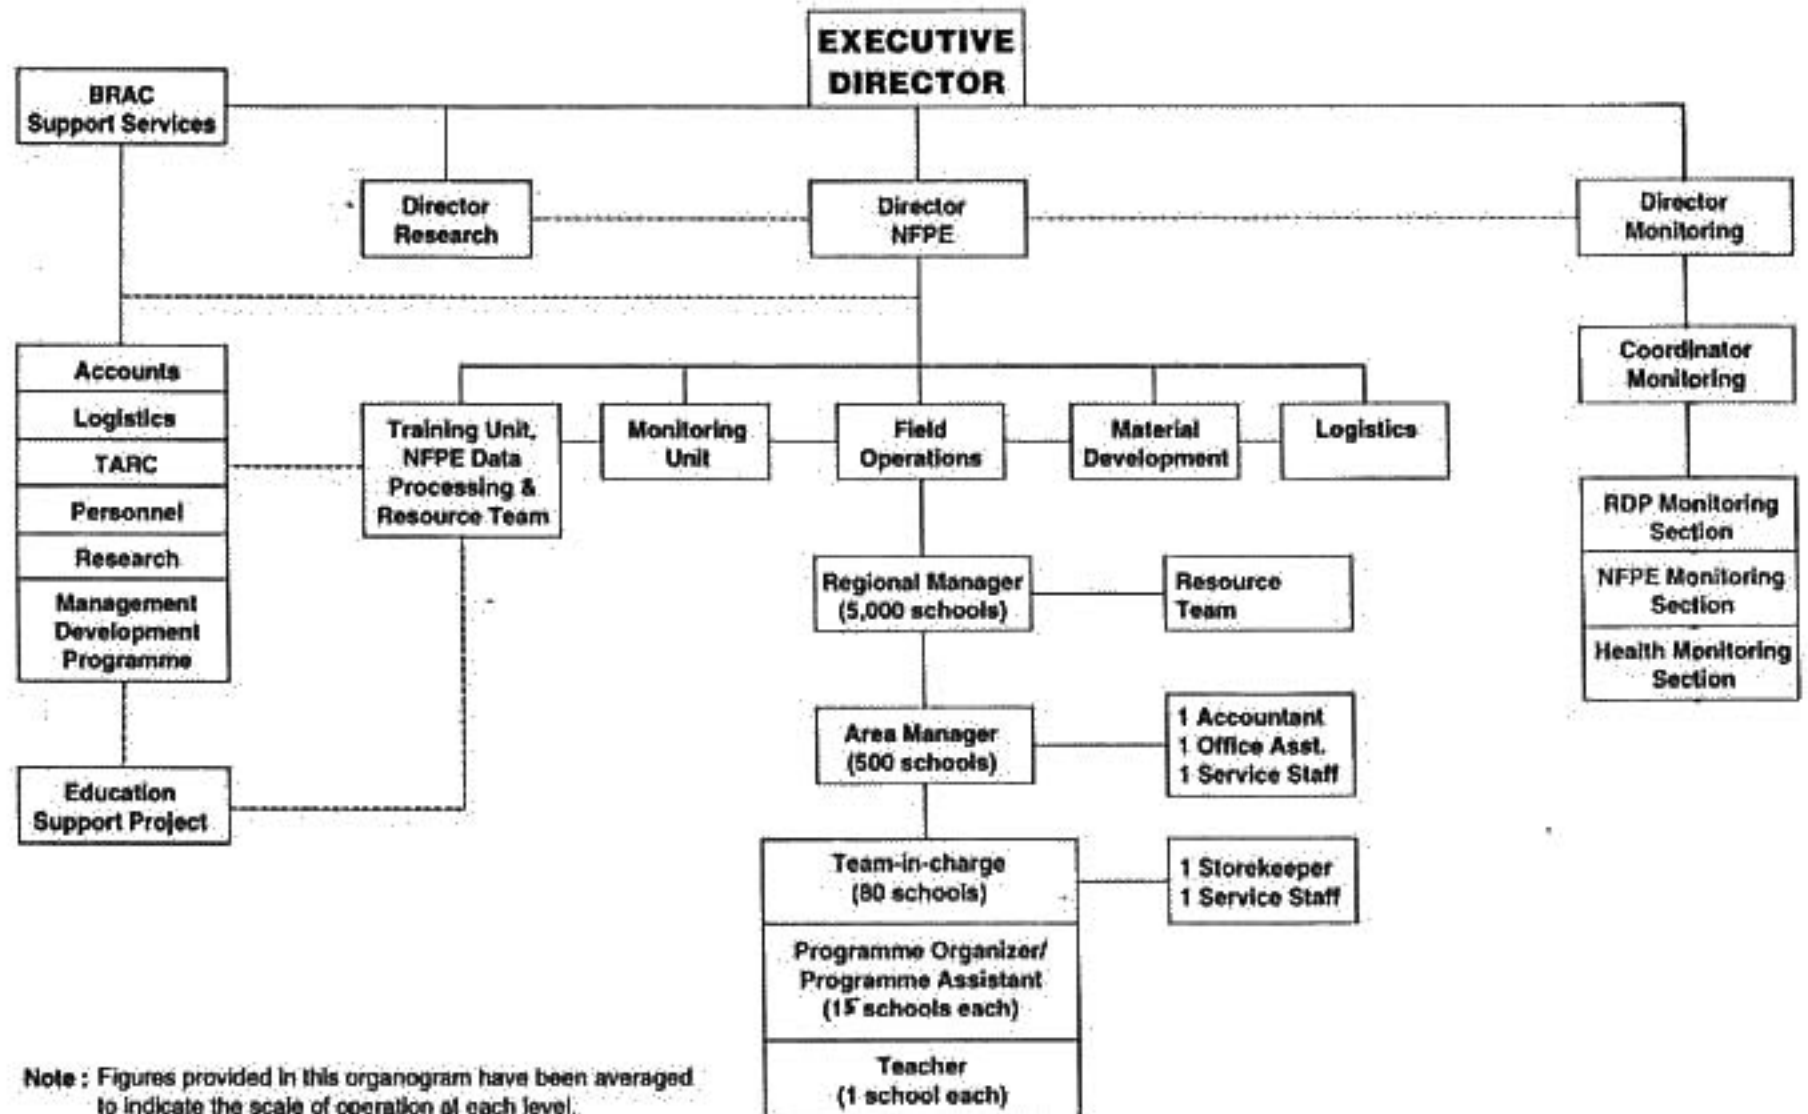 EXECUTIVE
DIRECTOR
BRAC
Support Services
Director
Research
Director
NFPE
Director
Monitoring
Accounts
Logistics
TARC
Personnel
Research
Management
Development
Programme
Education
Support Project
Training Unit,
NFPE Data
Processing &
Resource Team
Monitoring
Unit
Field
Operations
Material
Development
Logistics
Coordinator
Monitoring
RDP Monitoring
Section
NFPE Monitoring
Section
Health Monitoring
Section
Regional Manager
(5,000 schools)
Resource
Team
Area Manager
(500 schools)
1 Accountant
1 Office Asst.
1 Service Staff
Team-in-charge
(80 schools)
1 Storekeeper
1 Service Staff
Programme Organizer/
Programme Assistant
(15 schools each)
Teacher
(1 school each)
Note : Figures provided in this organogram have been averaged
to indicate the scale of operation at each level.